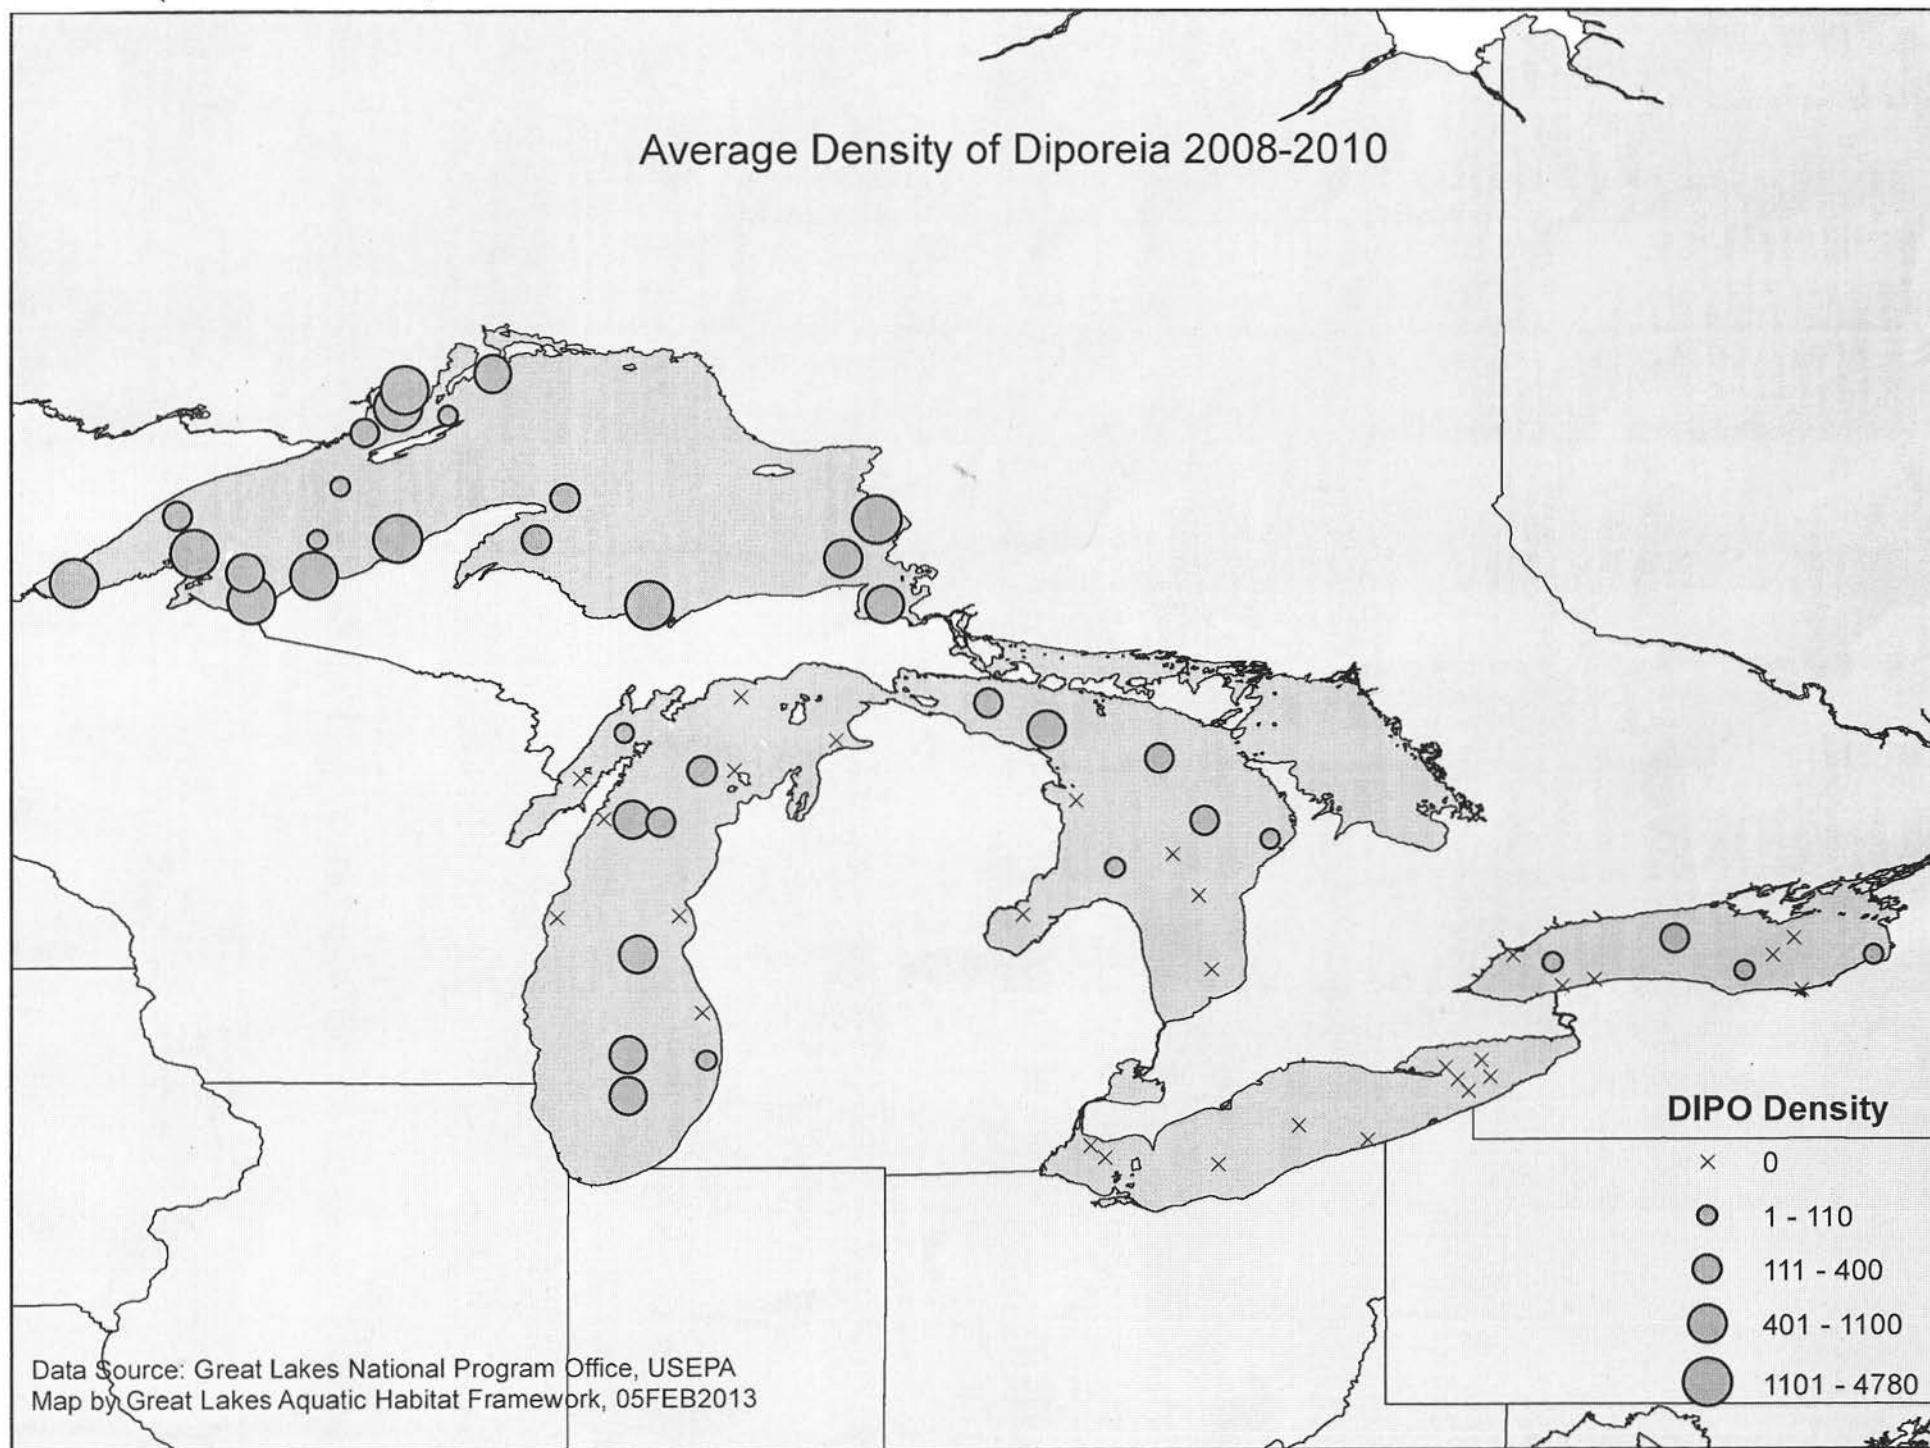 Average Density of Diporeia 2008-2010
DIPO Density
0
1 - 110
111 - 400
401 - 1100
1101 - 4780
Data Source: Great Lakes National Program Office, USEPA
Map by Great Lakes Aquatic Habitat Framework, 05FEB2013